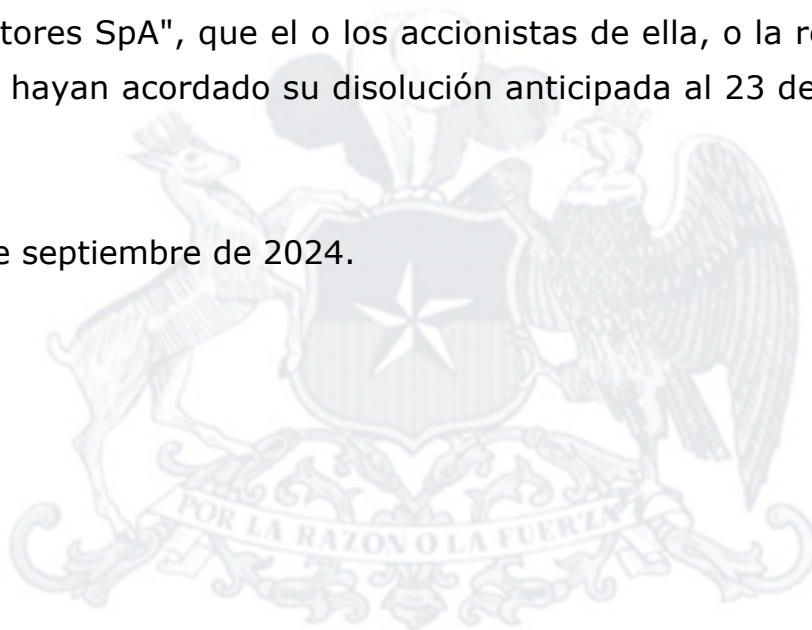 tores SpA", que el o los accionistas de ella, o la r
hayan acordado su disolución anticipada al 23 de
e septiembre de 2024.
POR LA RAZON O LA FUERZA